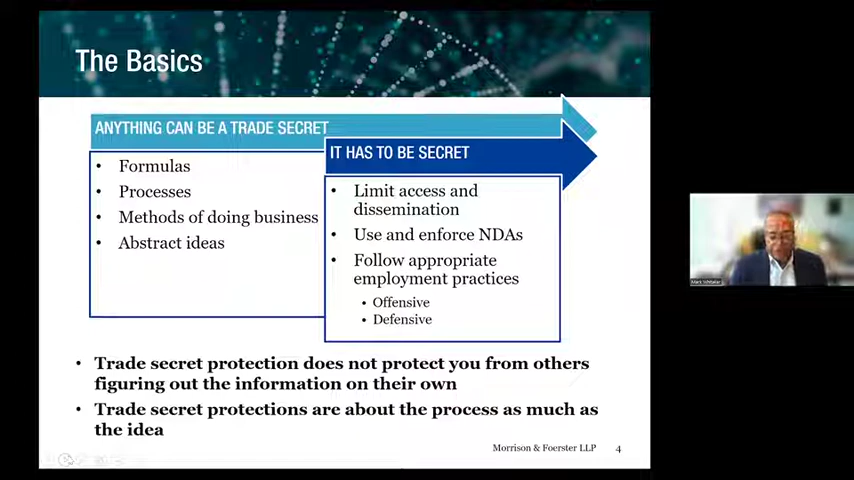 The Basics
ANYTHING CAN BE A TRADE SECRET
• Formulas
• Processes
• Methods of doing business
• Abstract ideas
IT HAS TO BE SECRET
• Limit access and
dissemination
• Use and enforce NDAs
• Follow appropriate
employment practices
• Offensive
• Defensive
• Trade secret protection does not protect you from others
figuring out the information on their own
• Trade secret protections are about the process as much as
the idea
Morrison & Foerster LLP 4
Mark Whitaker